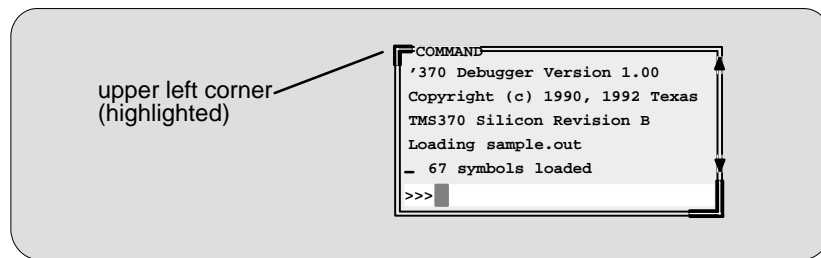 upper left corner
(highlighted)
COMMAND
’370 Debugger Version 1.00
Copyright (c) 1990, 1992 Texas
TMS370 Silicon Revision B
Loading sample.out
_ 67 symbols loaded
>>>